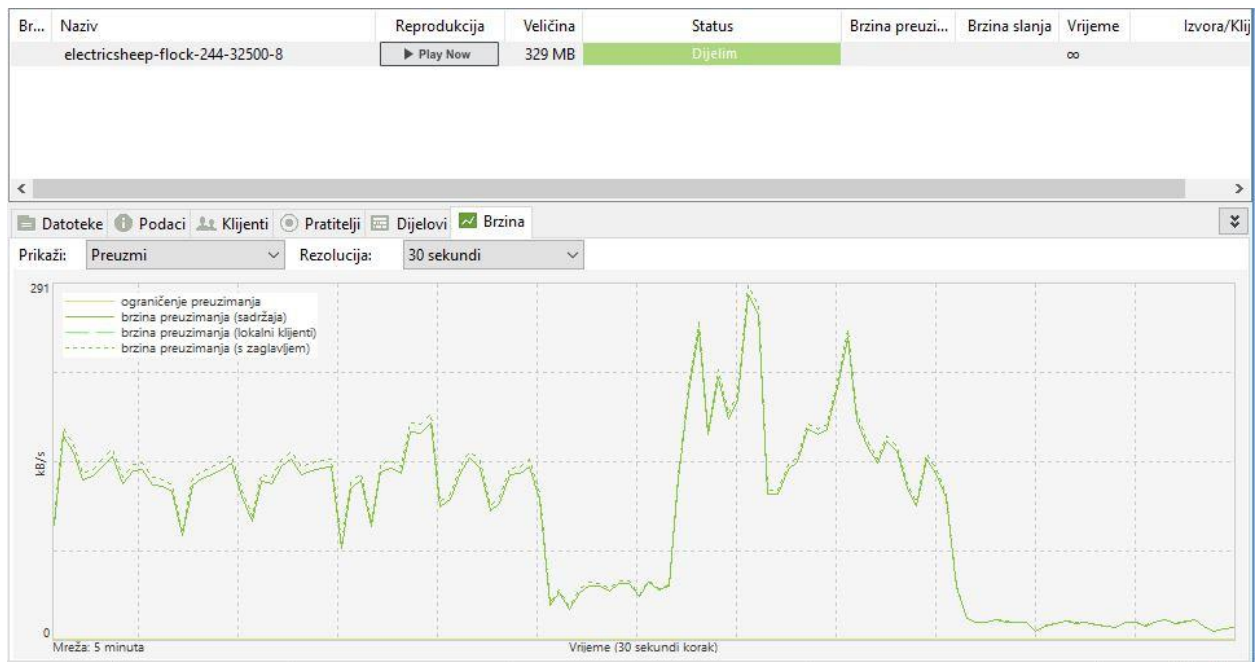 Br... Naziv Reprodukcija Veličina Status Brzina preuzi... Brzina slanja Vrijeme Izvora/Klij
electricsheep-flock-244-32500-8 Play Now 329 MB Dijelim ∞
Datoteke Podaci Klijenti Pratitelji Dijelovi Brzina
Prikaži: Preuzmi Rezolucija: 30 sekundi
291
ograničenje preuzimanja
brzina preuzimanja (sadržaja)
brzina preuzimanja (lokalni klijenti)
brzina preuzimanja (s zaglavljem)
kB/s
0
Mreža: 5 minuta Vrijeme (30 sekundi korak)